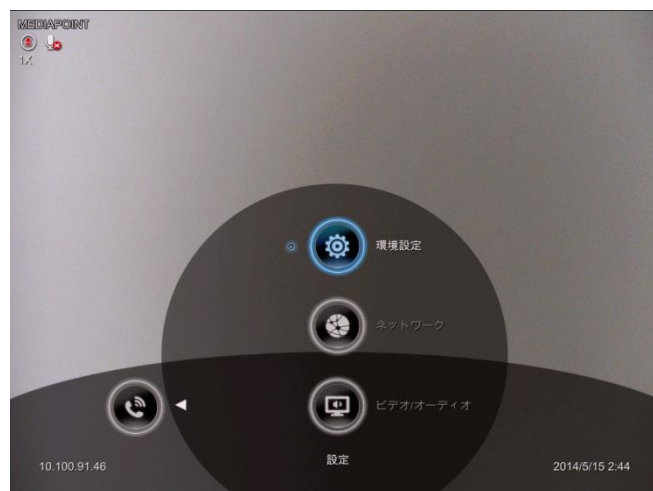 MEDIAPOINT
1X
環境設定
ネットワーク
ビデオ/オーディオ
設定
10.100.91.46
2014/5/15 2:44